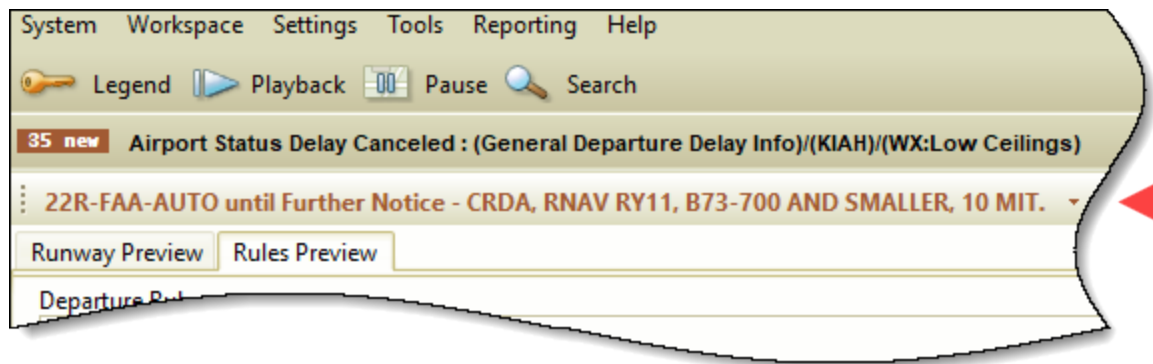 System Workspace Settings Tools Reporting Help
Legend Playback Pause Search
35 new Airport Status Delay Canceled : (General Departure Delay Info)/(KIAH)/(WX:Low Ceilings)
22R-FAA-AUTO until Further Notice - CRDA, RNAV RY11, B73-700 AND SMALLER, 10 MIT.
Runway Preview Rules Preview
Departure